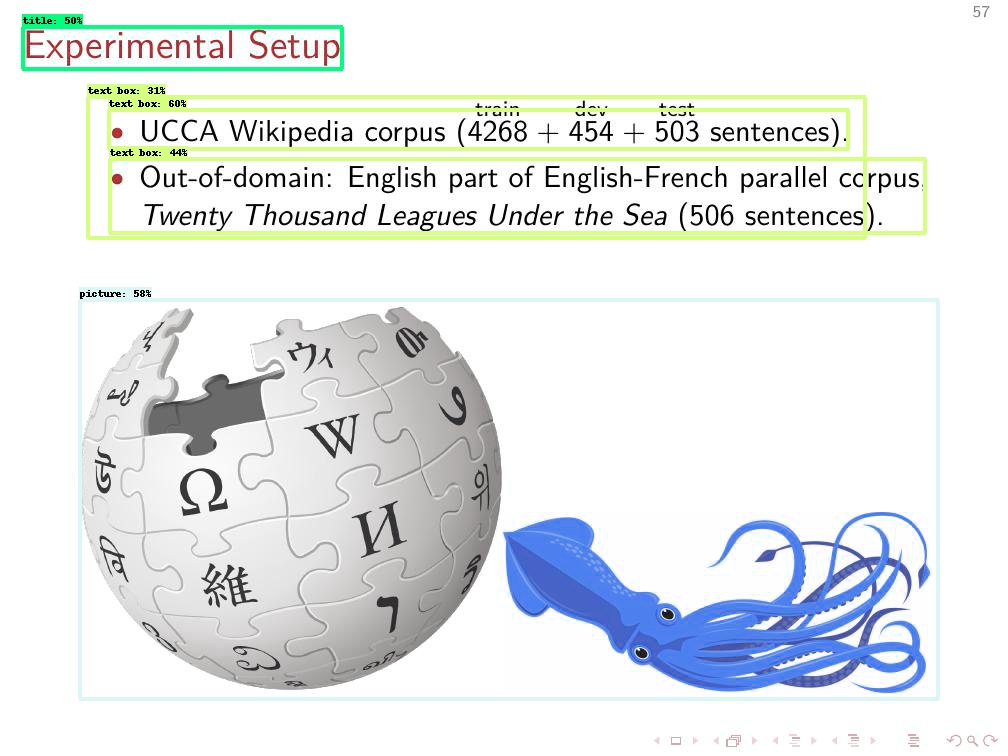 57
title: 50%
Experimental Setup
text box: 31%
text box: 60%
train dev test
• UCCA Wikipedia corpus (4268 + 454 + 503 sentences).
text box: 44%
• Out-of-domain: English part of English-French parallel corpus,
Twenty Thousand Leagues Under the Sea (506 sentences).
picture: 58%
ウィ
W
Ω
И
위
維